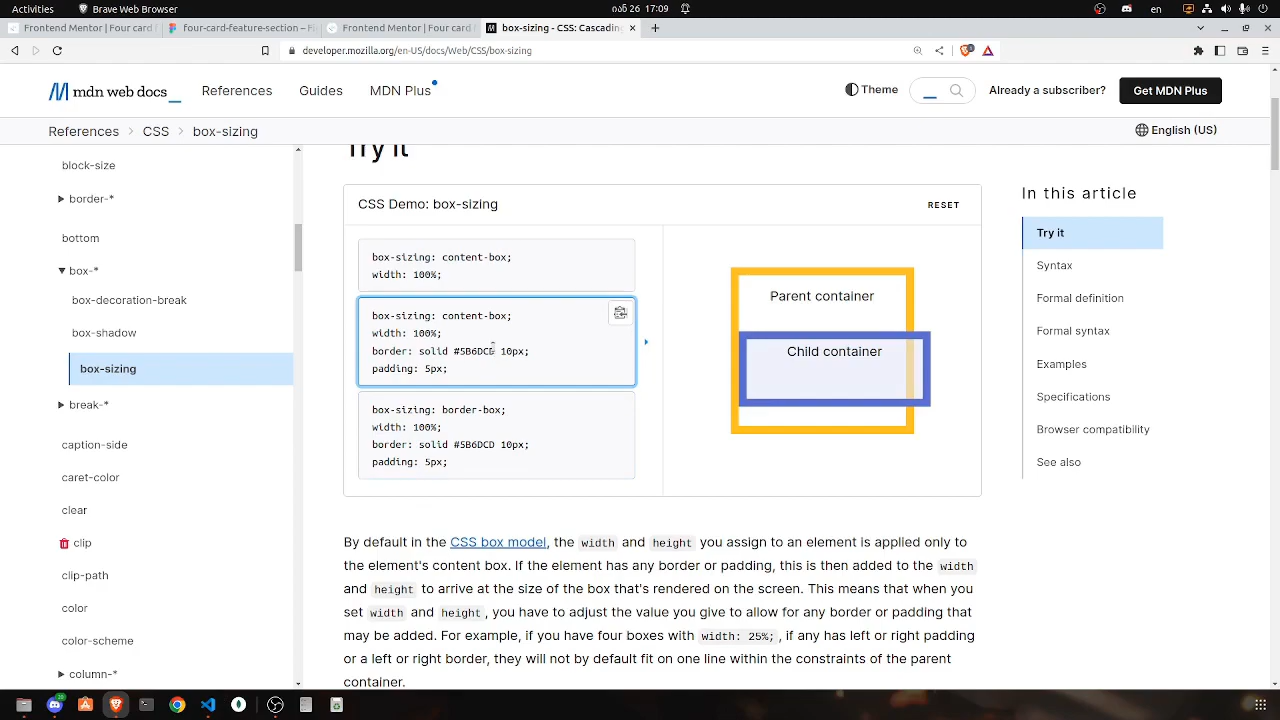 Activities
Brave Web Browser
ოქტ 26 17:09
en
Frontend Mentor | Four card
four-card-feature-section – Fi
Frontend Mentor | Four card
box-sizing - CSS: Cascading
developer.mozilla.org/en-US/docs/Web/CSS/box-sizing
mdn web docs_
References
Guides
MDN Plus
Theme
Already a subscriber?
Get MDN Plus
References > CSS > box-sizing
English (US)
block-size
border-*
bottom
box-*
box-decoration-break
box-shadow
box-sizing
break-*
caption-side
caret-color
clear
clip
clip-path
color
color-scheme
column-*
Try it
CSS Demo: box-sizing
RESET
box-sizing: content-box;
width: 100%;
box-sizing: content-box;
width: 100%;
border: solid #5B6DCD 10px;
padding: 5px;
box-sizing: border-box;
width: 100%;
border: solid #5B6DCD 10px;
padding: 5px;
Parent container
Child container
By default in the CSS box model, the width and height you assign to an element is applied only to
the element's content box. If the element has any border or padding, this is then added to the width
and height to arrive at the size of the box that's rendered on the screen. This means that when you
set width and height, you have to adjust the value you give to allow for any border or padding that
may be added. For example, if you have four boxes with width: 25%;, if any has left or right padding
or a left or right border, they will not by default fit on one line within the constraints of the parent
container.
In this article
Try it
Syntax
Formal definition
Formal syntax
Examples
Specifications
Browser compatibility
See also